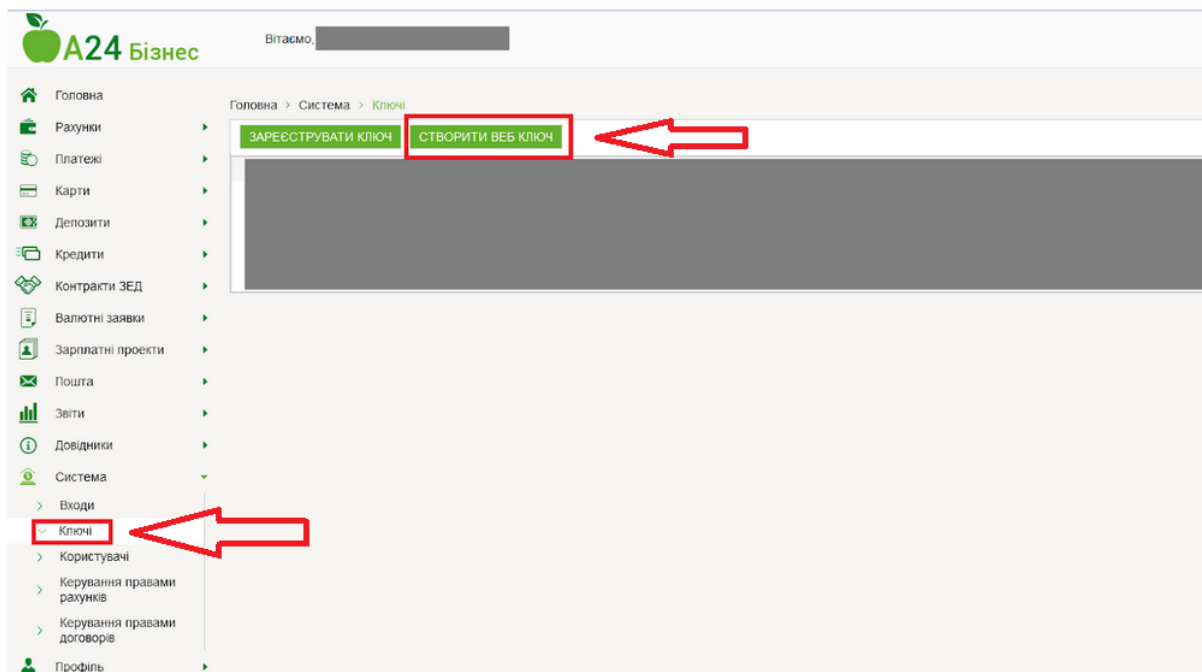 А24 Бізнес
Вітаємо,
Головна
Рахунки
Платежі
Карти
Депозити
Кредити
Контракти ЗЕД
Валютні заявки
Зарплатні проекти
Пошта
Звіти
Довідники
Система
Входи
Ключі
Користувачі
Керування правами
рахунків
Керування правами
договорів
Профіль
Головна > Система > Ключі
ЗАРЕЄСТРУВАТИ КЛЮЧ
СТВОРИТИ ВЕБ КЛЮЧ